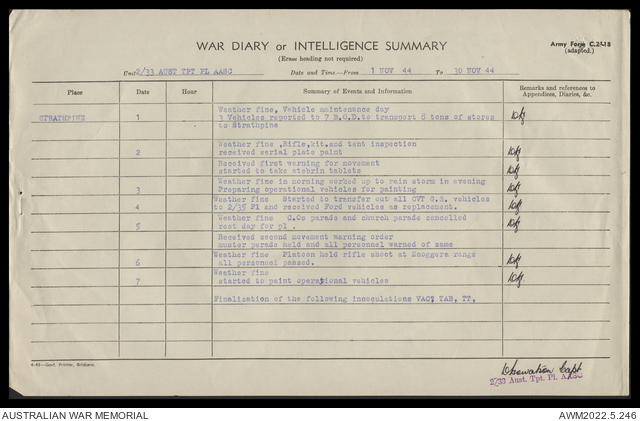 WAR DIARY or INTELLIGENCE SUMMARY
Army Form C.2118
(adapted.)
(Erase heading not required)
Unit 2/33 AUST TPT PL AASC Date and Time—From 1 NOV 44 To 30 NOV 44
Place Date Hour Summary of Events and Information Remarks and references to Appendices, Diaries, &c.
STRATHPINE 1 Weather fine, Vehicle maintenance day
3 Vehicles reported to 7 B.O.D. to transport 8 tons of stores
to Strathpine
Weather fine ,Rifle,kit,and tent inspection
2 received serial plate paint
Received first warning for movement
started to take atebrin tablets
Weather fine in morning worked up to rain storm in evening
3 Preparing operational vehicles for painting
Weather fine Started to transfer out all CVT G.S. vehicles
4 to 2/35 Pl and received Ford vehicles as replacement.
Weather fine C.Os parade and church parade cancelled
5 rest day for pl .
Received second movement warning order
muster parade held and all personnel warned of same
Weather fine Platoon held rifle shoot at Enoggera range
6 all personnel passed.
Weather fine
7 started to paint operational vehicles
Finalization of the following innoculations VAC, TAB, TT,
4-43—Govt. Printer, Brisbane.
Capt
2/33 Aust. Tpt. Pl. AASC
AUSTRALIAN WAR MEMORIAL
AWM2022.5.246